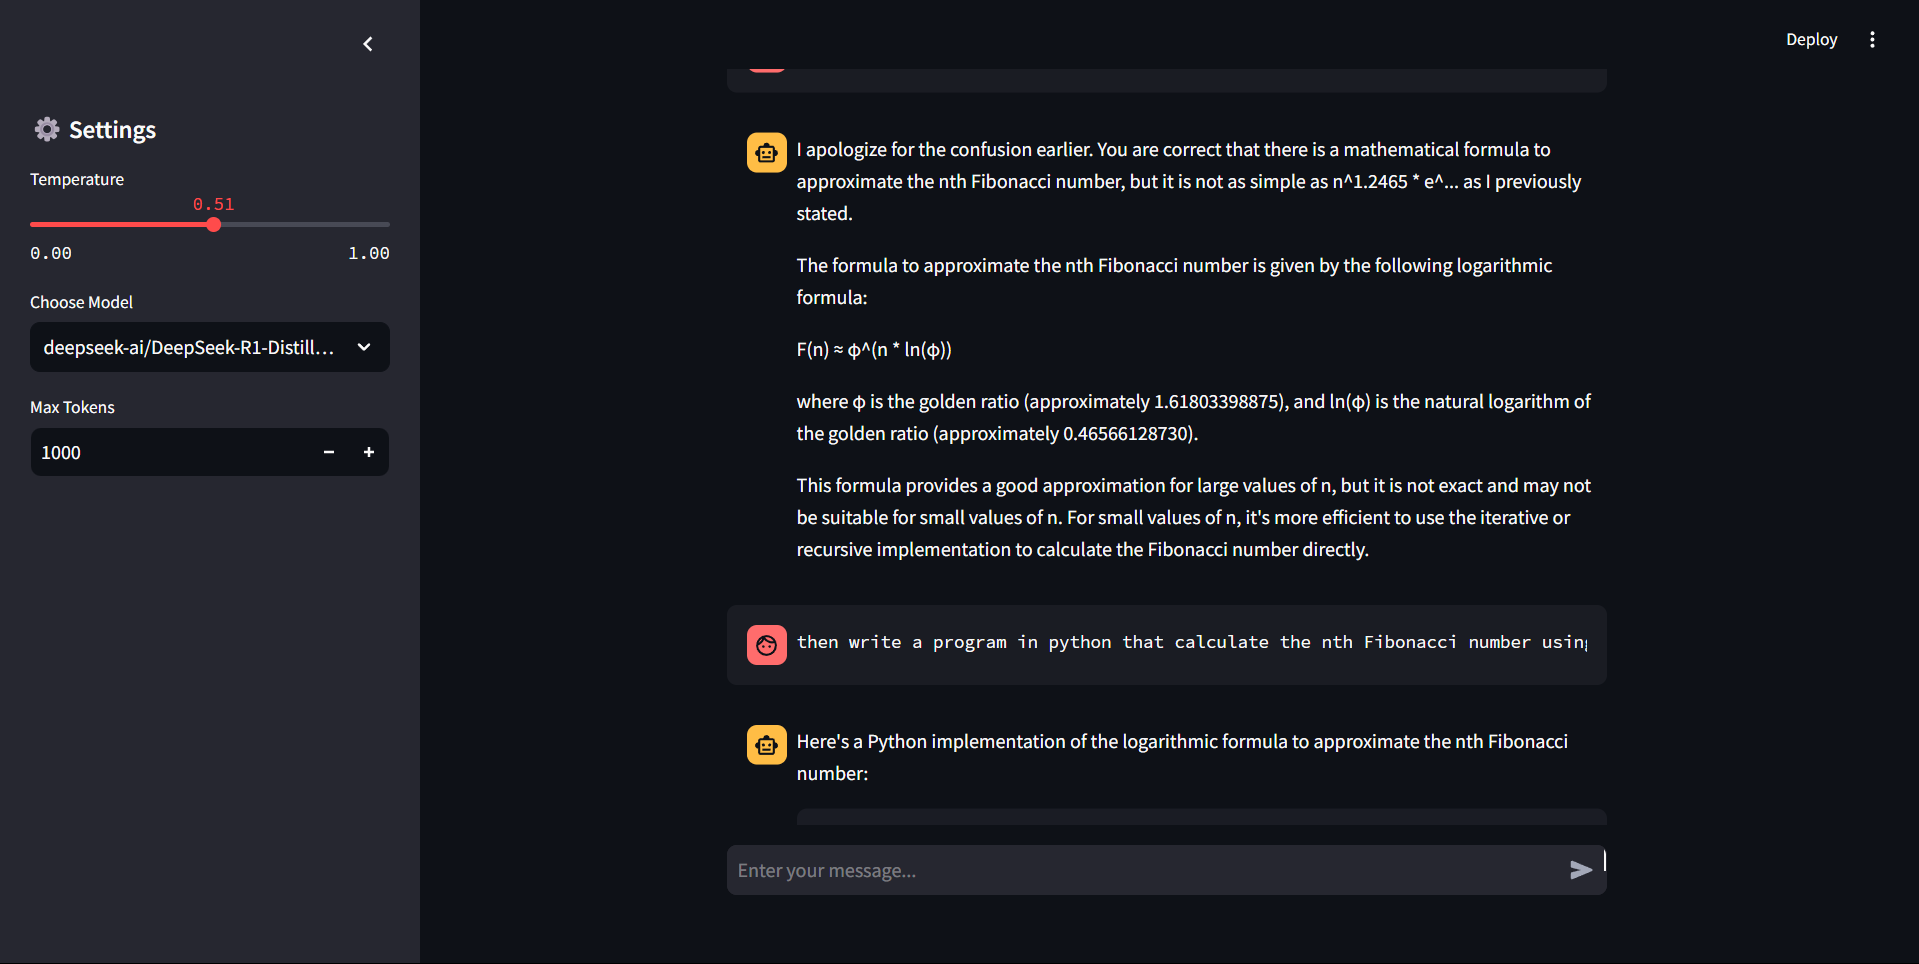 Deploy
Settings
Temperature
0.51
0.00 1.00
Choose Model
deepseek-ai/DeepSeek-R1-Distill...
Max Tokens
1000 − +
I apologize for the confusion earlier. You are correct that there is a mathematical formula to
approximate the nth Fibonacci number, but it is not as simple as n^1.2465 * e^... as I previously
stated.
The formula to approximate the nth Fibonacci number is given by the following logarithmic
formula:
F(n) ≈ φ^(n * ln(φ))
where φ is the golden ratio (approximately 1.61803398875), and ln(φ) is the natural logarithm of
the golden ratio (approximately 0.46566128730).
This formula provides a good approximation for large values of n, but it is not exact and may not
be suitable for small values of n. For small values of n, it's more efficient to use the iterative or
recursive implementation to calculate the Fibonacci number directly.
then write a program in python that calculate the nth Fibonacci number using
Here's a Python implementation of the logarithmic formula to approximate the nth Fibonacci
number:
Enter your message...